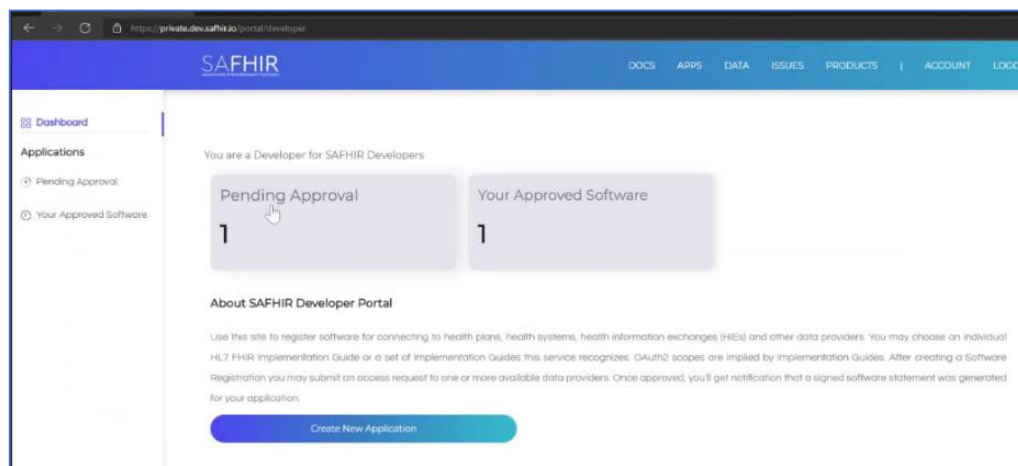 https://private.dev.safhir.io/portal/developer
SAFHIR
DOCS APPS DATA ISSUES PRODUCTS | ACCOUNT LOGO
Dashboard
Applications
Pending Approval
Your Approved Software
You are a Developer for SAFHIR Developers
Pending Approval
1
Your Approved Software
1
About SAFHIR Developer Portal
Use this site to register software for connecting to health plans, health systems, health information exchanges (HIEs) and other data providers. You may choose an individual
HL7 FHIR Implementation Guide or a set of Implementation Guides this service recognizes. OAuth2 scopes are implied by Implementation Guides. After creating a Software
Registration you may submit an access request to one or more available data providers. Once approved, you'll get notification that a signed software statement was generated
for your application.
Create New Application